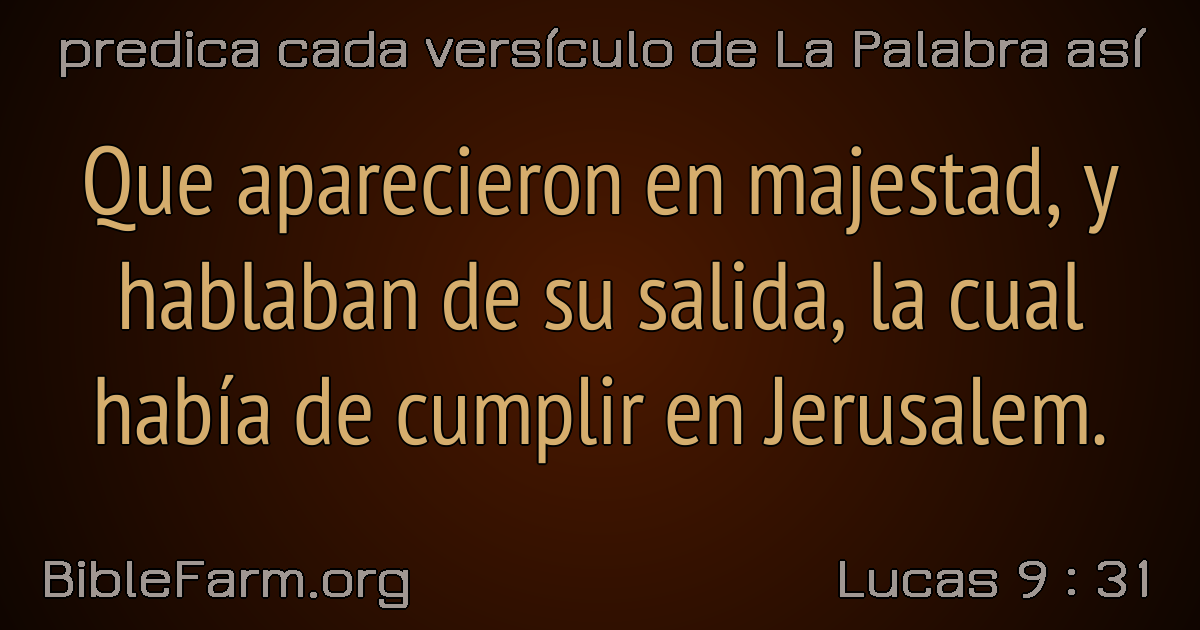 predica cada versículo de La Palabra así
Que aparecieron en majestad, y
hablaban de su salida, la cual
había de cumplir en Jerusalem.
BibleFarm.org
Lucas 9 : 31